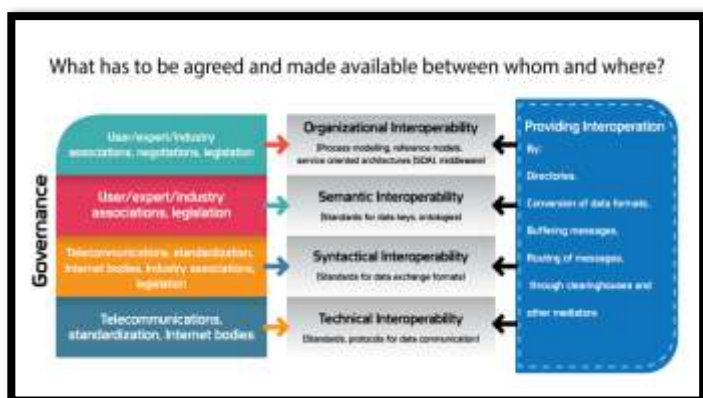 What has to be agreed and made available between whom and where?
Governance
User/expert/industry
associations, negotiations, legislation
User/expert/industry
associations, legislation
Telecommunications, standardization,
Internet bodies, industry associations,
legislation
Telecommunications,
standardization, Internet bodies
Organizational Interoperability
(Process modeling, reference models,
service oriented architectures (SOA), middleware)
Semantic Interoperability
(Standards for data keys, ontologies)
Syntactical Interoperability
(Standards for data exchange formats)
Technical Interoperability
(Standards, protocols for data communication)
Providing Interoperation
By:
Directories,
Conversion of data formats,
Buffering messages,
Routing of messages,
through clearinghouses and
other mediators